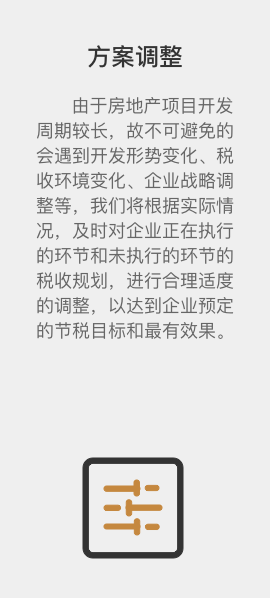 方案调整
由于房地产项目开发
周期较长，故不可避免的
会遇到开发形势变化、税
收环境变化、企业战略调
整等，我们将根据实际情
况，及时对企业正在执行
的环节和未执行的环节的
税收规划，进行合理适度
的调整，以达到企业预定
的节税目标和最有效果。